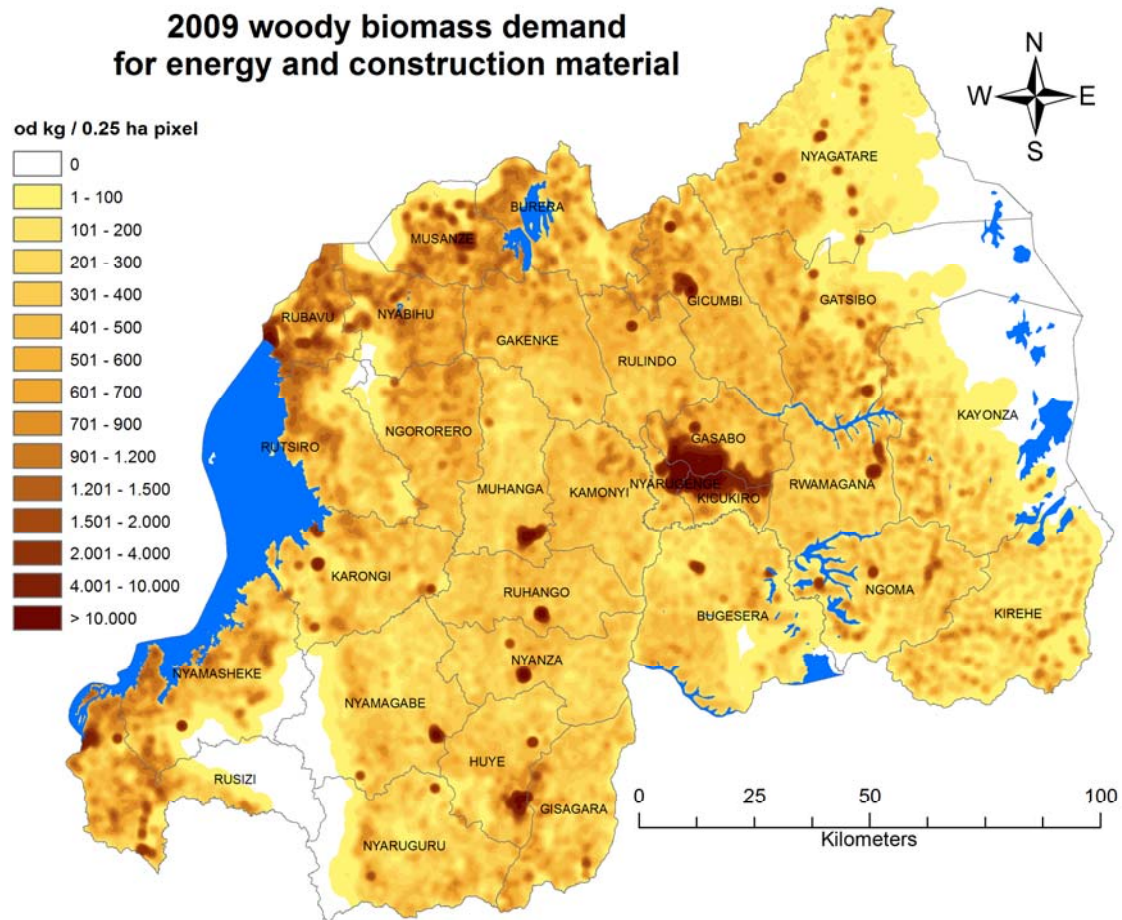 2009 woody biomass demand
for energy and construction material
N
W E
S
od kg / 0.25 ha pixel
0
1 - 100
101 - 200
201 - 300
301 - 400
401 - 500
501 - 600
601 - 700
701 - 900
901 - 1.200
1.201 - 1.500
1.501 - 2.000
2.001 - 4.000
4.001 - 10.000
> 10.000
NYAGATARE
BURERA
MUSANZE
GICUMBI
GATSIBO
RUBAVU
NYABIHU
GAKENKE
RULINDO
KAYONZA
NGORORERO
GASABO
RUTSIRO
MUHANGA
KAMONYI
NYARUGENGE
KICUKIRO
RWAMAGANA
KARONGI
RUHANGO
NGOMA
BUGESERA
KIREHE
NYAMASHEKE
NYANZA
NYAMAGABE
HUYE
RUSIZI
GISAGARA
NYARUGURU
0 25 50 100
Kilometers